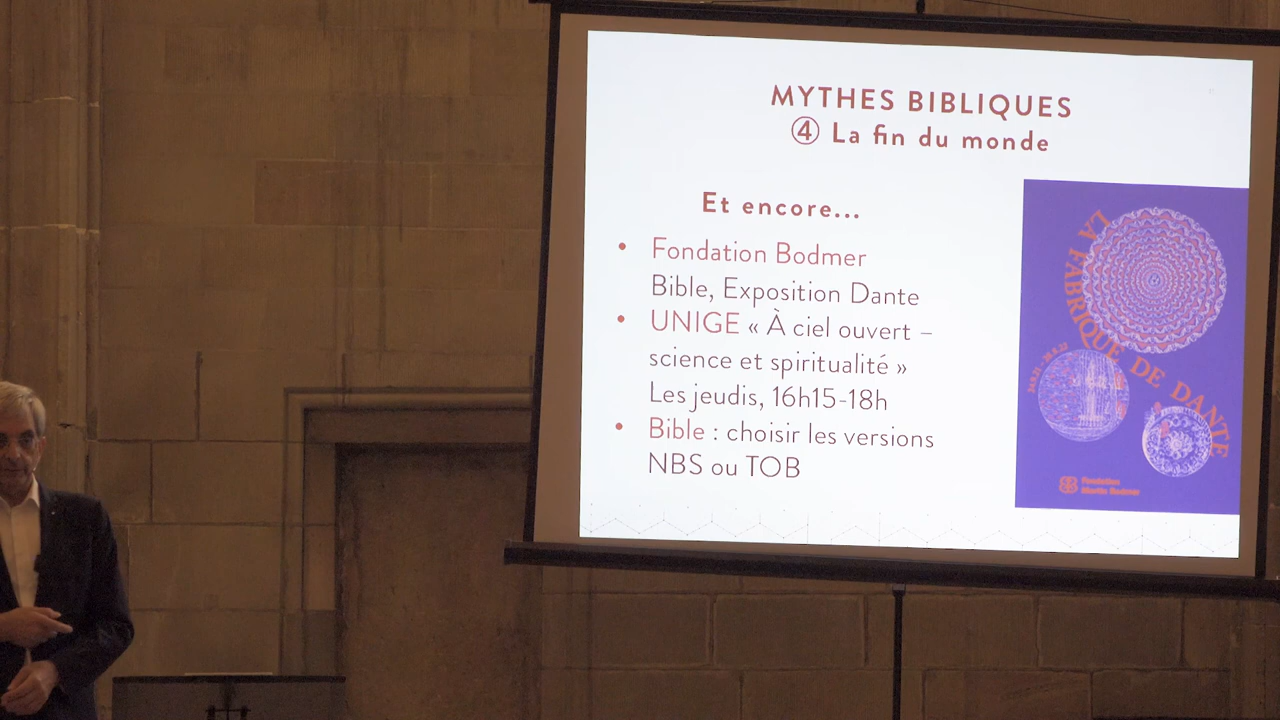 MYTHES BIBLIQUES
④ La fin du monde
Et encore...
• Fondation Bodmer
Bible, Exposition Dante
• UNIGE « À ciel ouvert –
science et spiritualité »
Les jeudis, 16h15-18h
• Bible : choisir les versions
NBS ou TOB
LA FABRIQUE DE DANTE
Fondation
Martin Bodmer